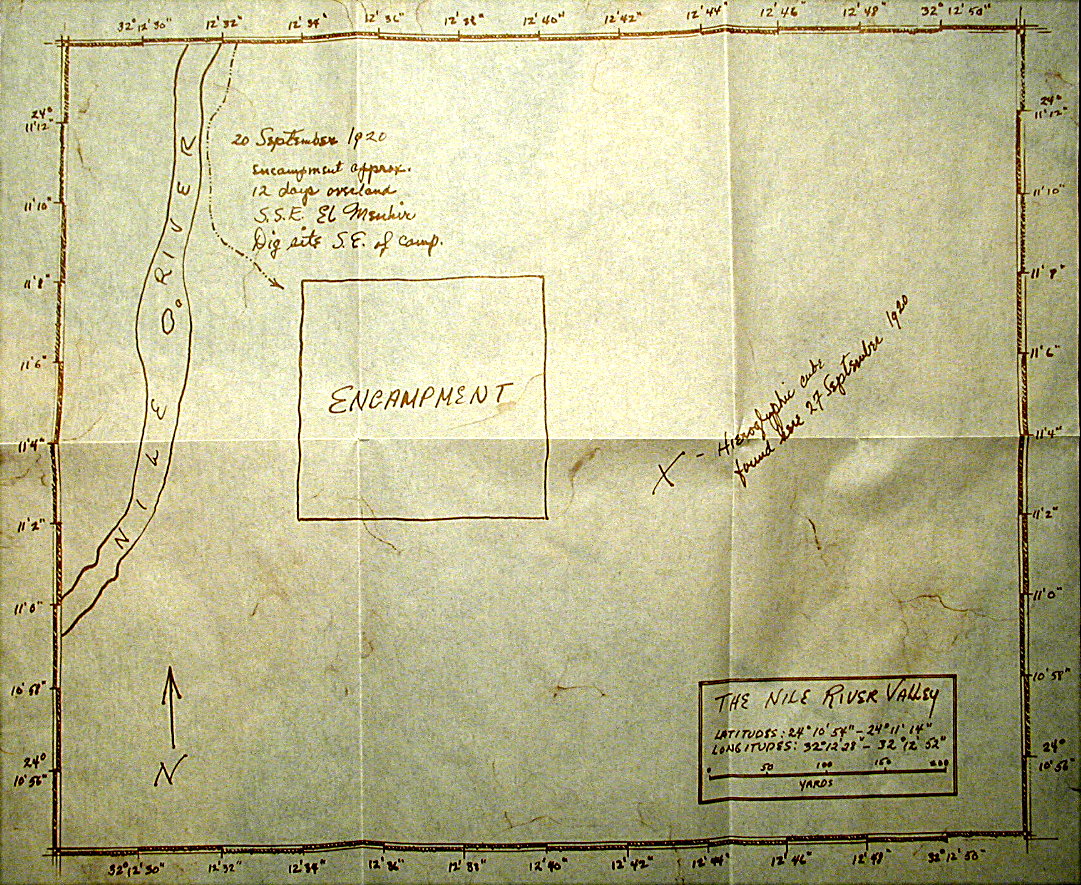 32° 12' 30" 12' 32" 12' 34" 12' 36" 12' 38" 12' 40" 12' 42" 12' 44" 12' 46" 12' 48" 32° 12' 50"
24°
11' 12"
11' 10"
11' 8"
11' 6"
11' 4"
11' 2"
11' 0"
10' 58"
24°
10' 56"
NILE RIVER
20 September 1920
encampment approx.
12 days overland
S.S.E. El Menhir
Dig site S.E. of camp.
ENCAMPMENT
X - Hieroglyphic cube
found here 27 September 1920
24°
11' 12"
11' 10"
11' 8"
11' 6"
11' 4"
11' 2"
11' 0"
10' 58"
24°
10' 56"
N
THE NILE RIVER VALLEY
LATITUDES: 24° 10' 54" - 24° 11' 14"
LONGITUDES: 32° 12' 28" - 32° 12' 52"
0 50 100 150 200
YARDS
32° 12' 30" 12' 32" 12' 34" 12' 36" 12' 38" 12' 40" 12' 42" 12' 44" 12' 46" 12' 48" 32° 12' 50"